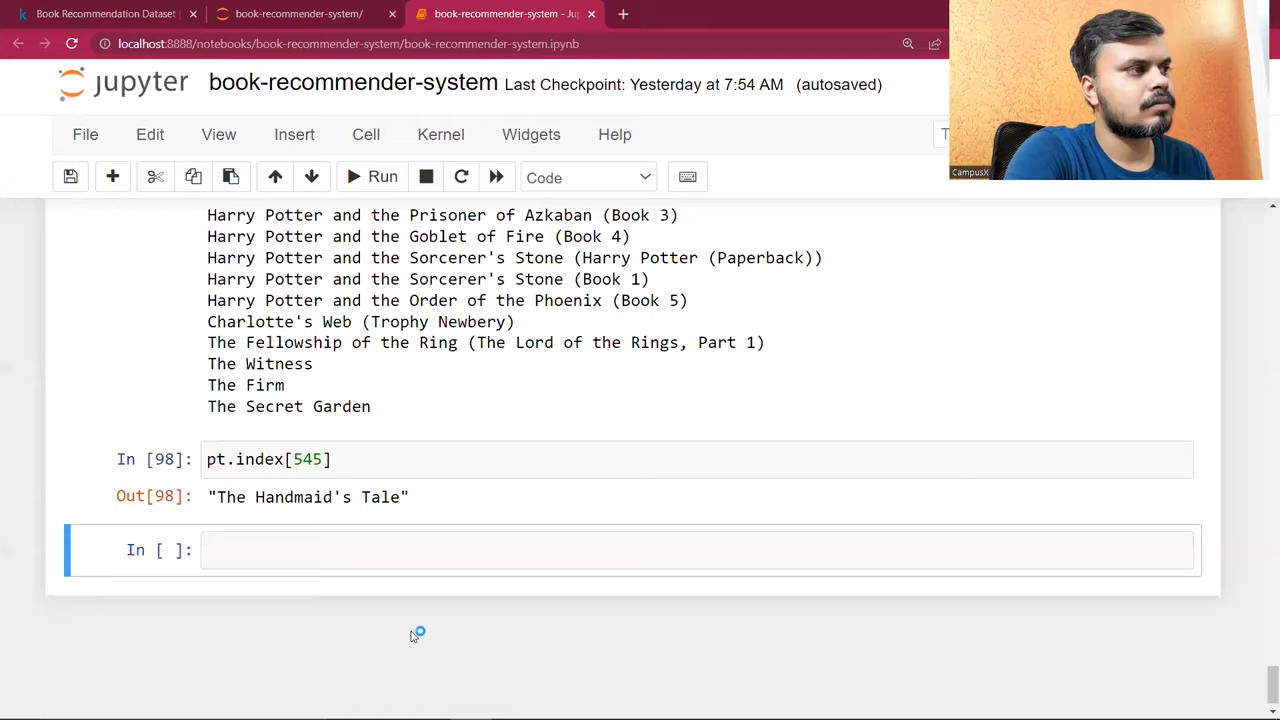 Book Recommendation Dataset
book-recommender-system/
book-recommender-system - Ju
localhost:8888/notebooks/book-recommender-system/book-recommender-system.ipynb
jupyter
book-recommender-system Last Checkpoint: Yesterday at 7:54 AM (autosaved)
File Edit View Insert Cell Kernel Widgets Help T
Run
Code
CampusX
Harry Potter and the Prisoner of Azkaban (Book 3)
Harry Potter and the Goblet of Fire (Book 4)
Harry Potter and the Sorcerer's Stone (Harry Potter (Paperback))
Harry Potter and the Sorcerer's Stone (Book 1)
Harry Potter and the Order of the Phoenix (Book 5)
Charlotte's Web (Trophy Newbery)
The Fellowship of the Ring (The Lord of the Rings, Part 1)
The Witness
The Firm
The Secret Garden
In [98]: pt.index[545]
Out[98]: "The Handmaid's Tale"
In [ ]: